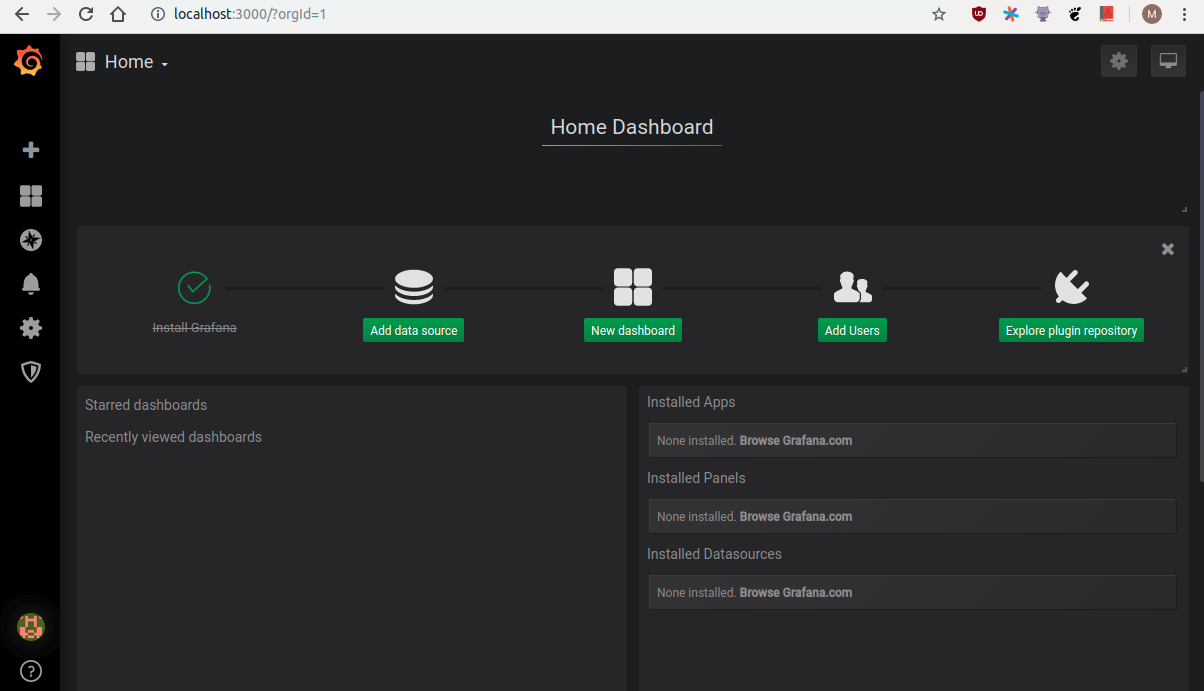 localhost:3000/?orgId=1
M
Home
Home Dashboard
Install Grafana
Add data source
New dashboard
Add Users
Explore plugin repository
Starred dashboards
Recently viewed dashboards
Installed Apps
None installed. Browse Grafana.com
Installed Panels
None installed. Browse Grafana.com
Installed Datasources
None installed. Browse Grafana.com